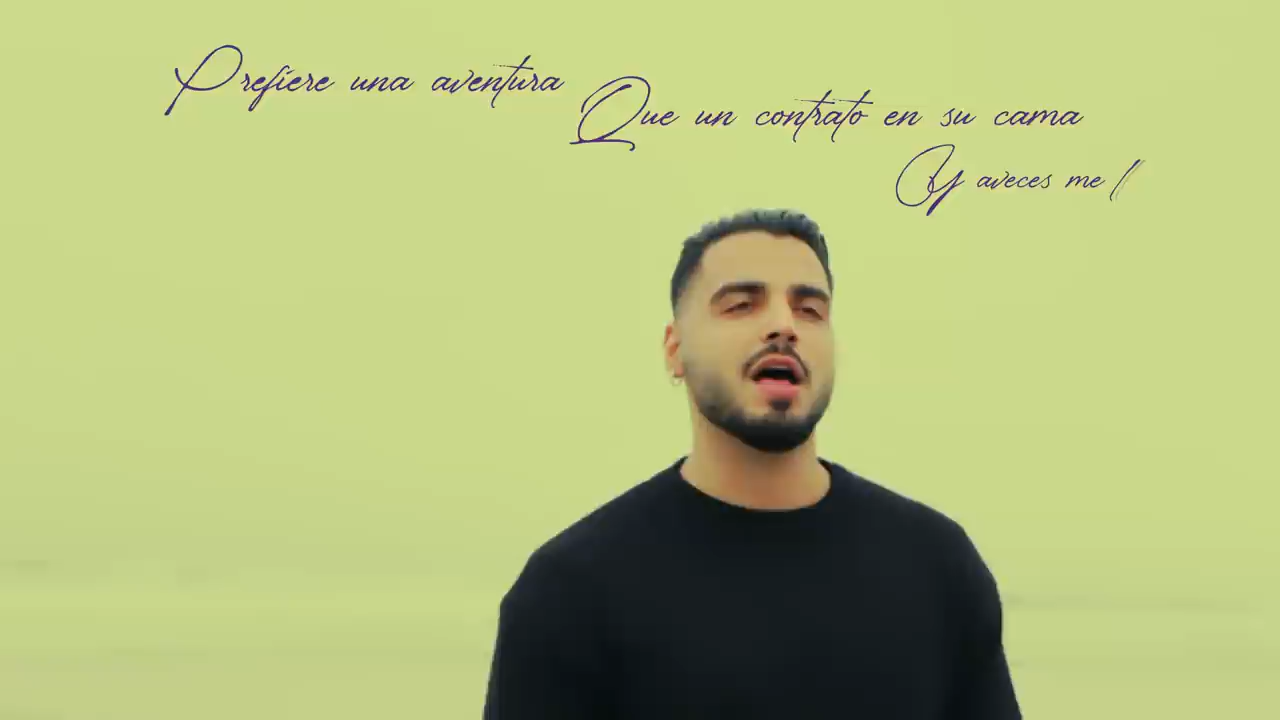 Prefiere una aventura
Que un contrato en su cama
Y aveces me